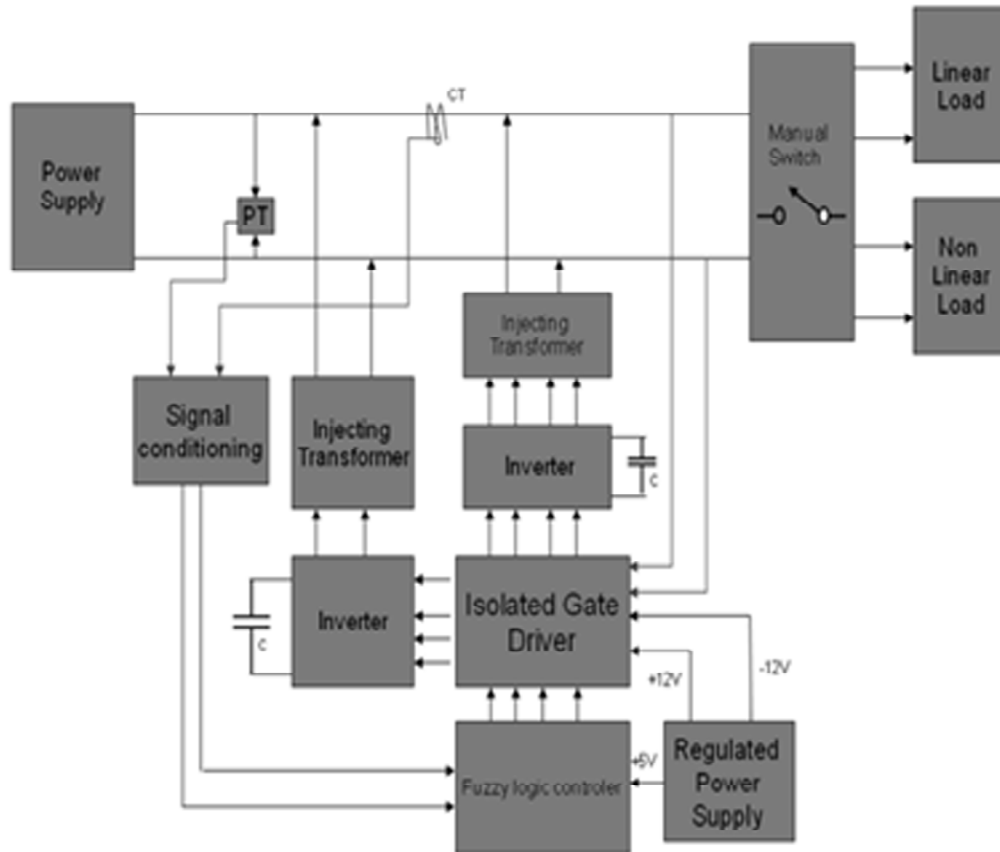 CT
Linear
Load
Power
Supply
Manual
Switch
PT
Non
Linear
Load
Injecting
Transformer
Signal
conditioning
Injecting
Transformer
Inverter
C
Inverter
C
Isolated Gate
Driver
+12V
-12V
Fuzzy logic controler
+5V
Regulated
Power
Supply